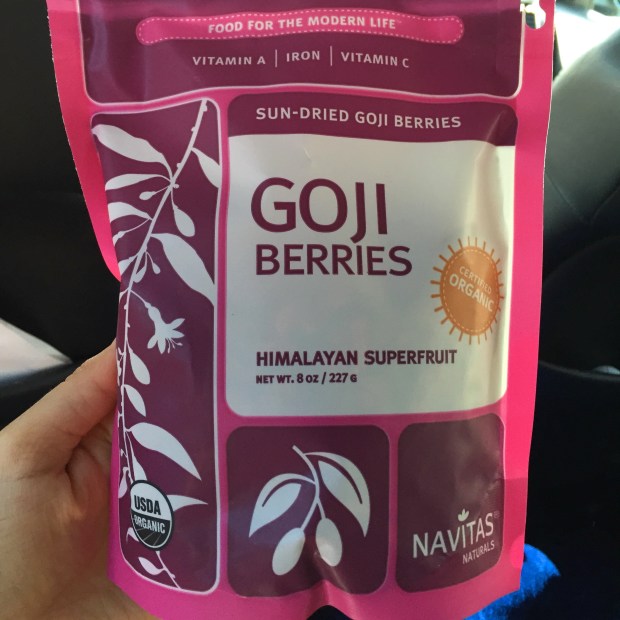 FOOD FOR THE MODERN LIFE™
VITAMIN A | IRON | VITAMIN C
SUN-DRIED GOJI BERRIES
GOJI
BERRIES
CERTIFIED
ORGANIC
HIMALAYAN SUPERFRUIT
NET WT. 8 OZ / 227 G
USDA
ORGANIC
NAVITAS®
NATURALS